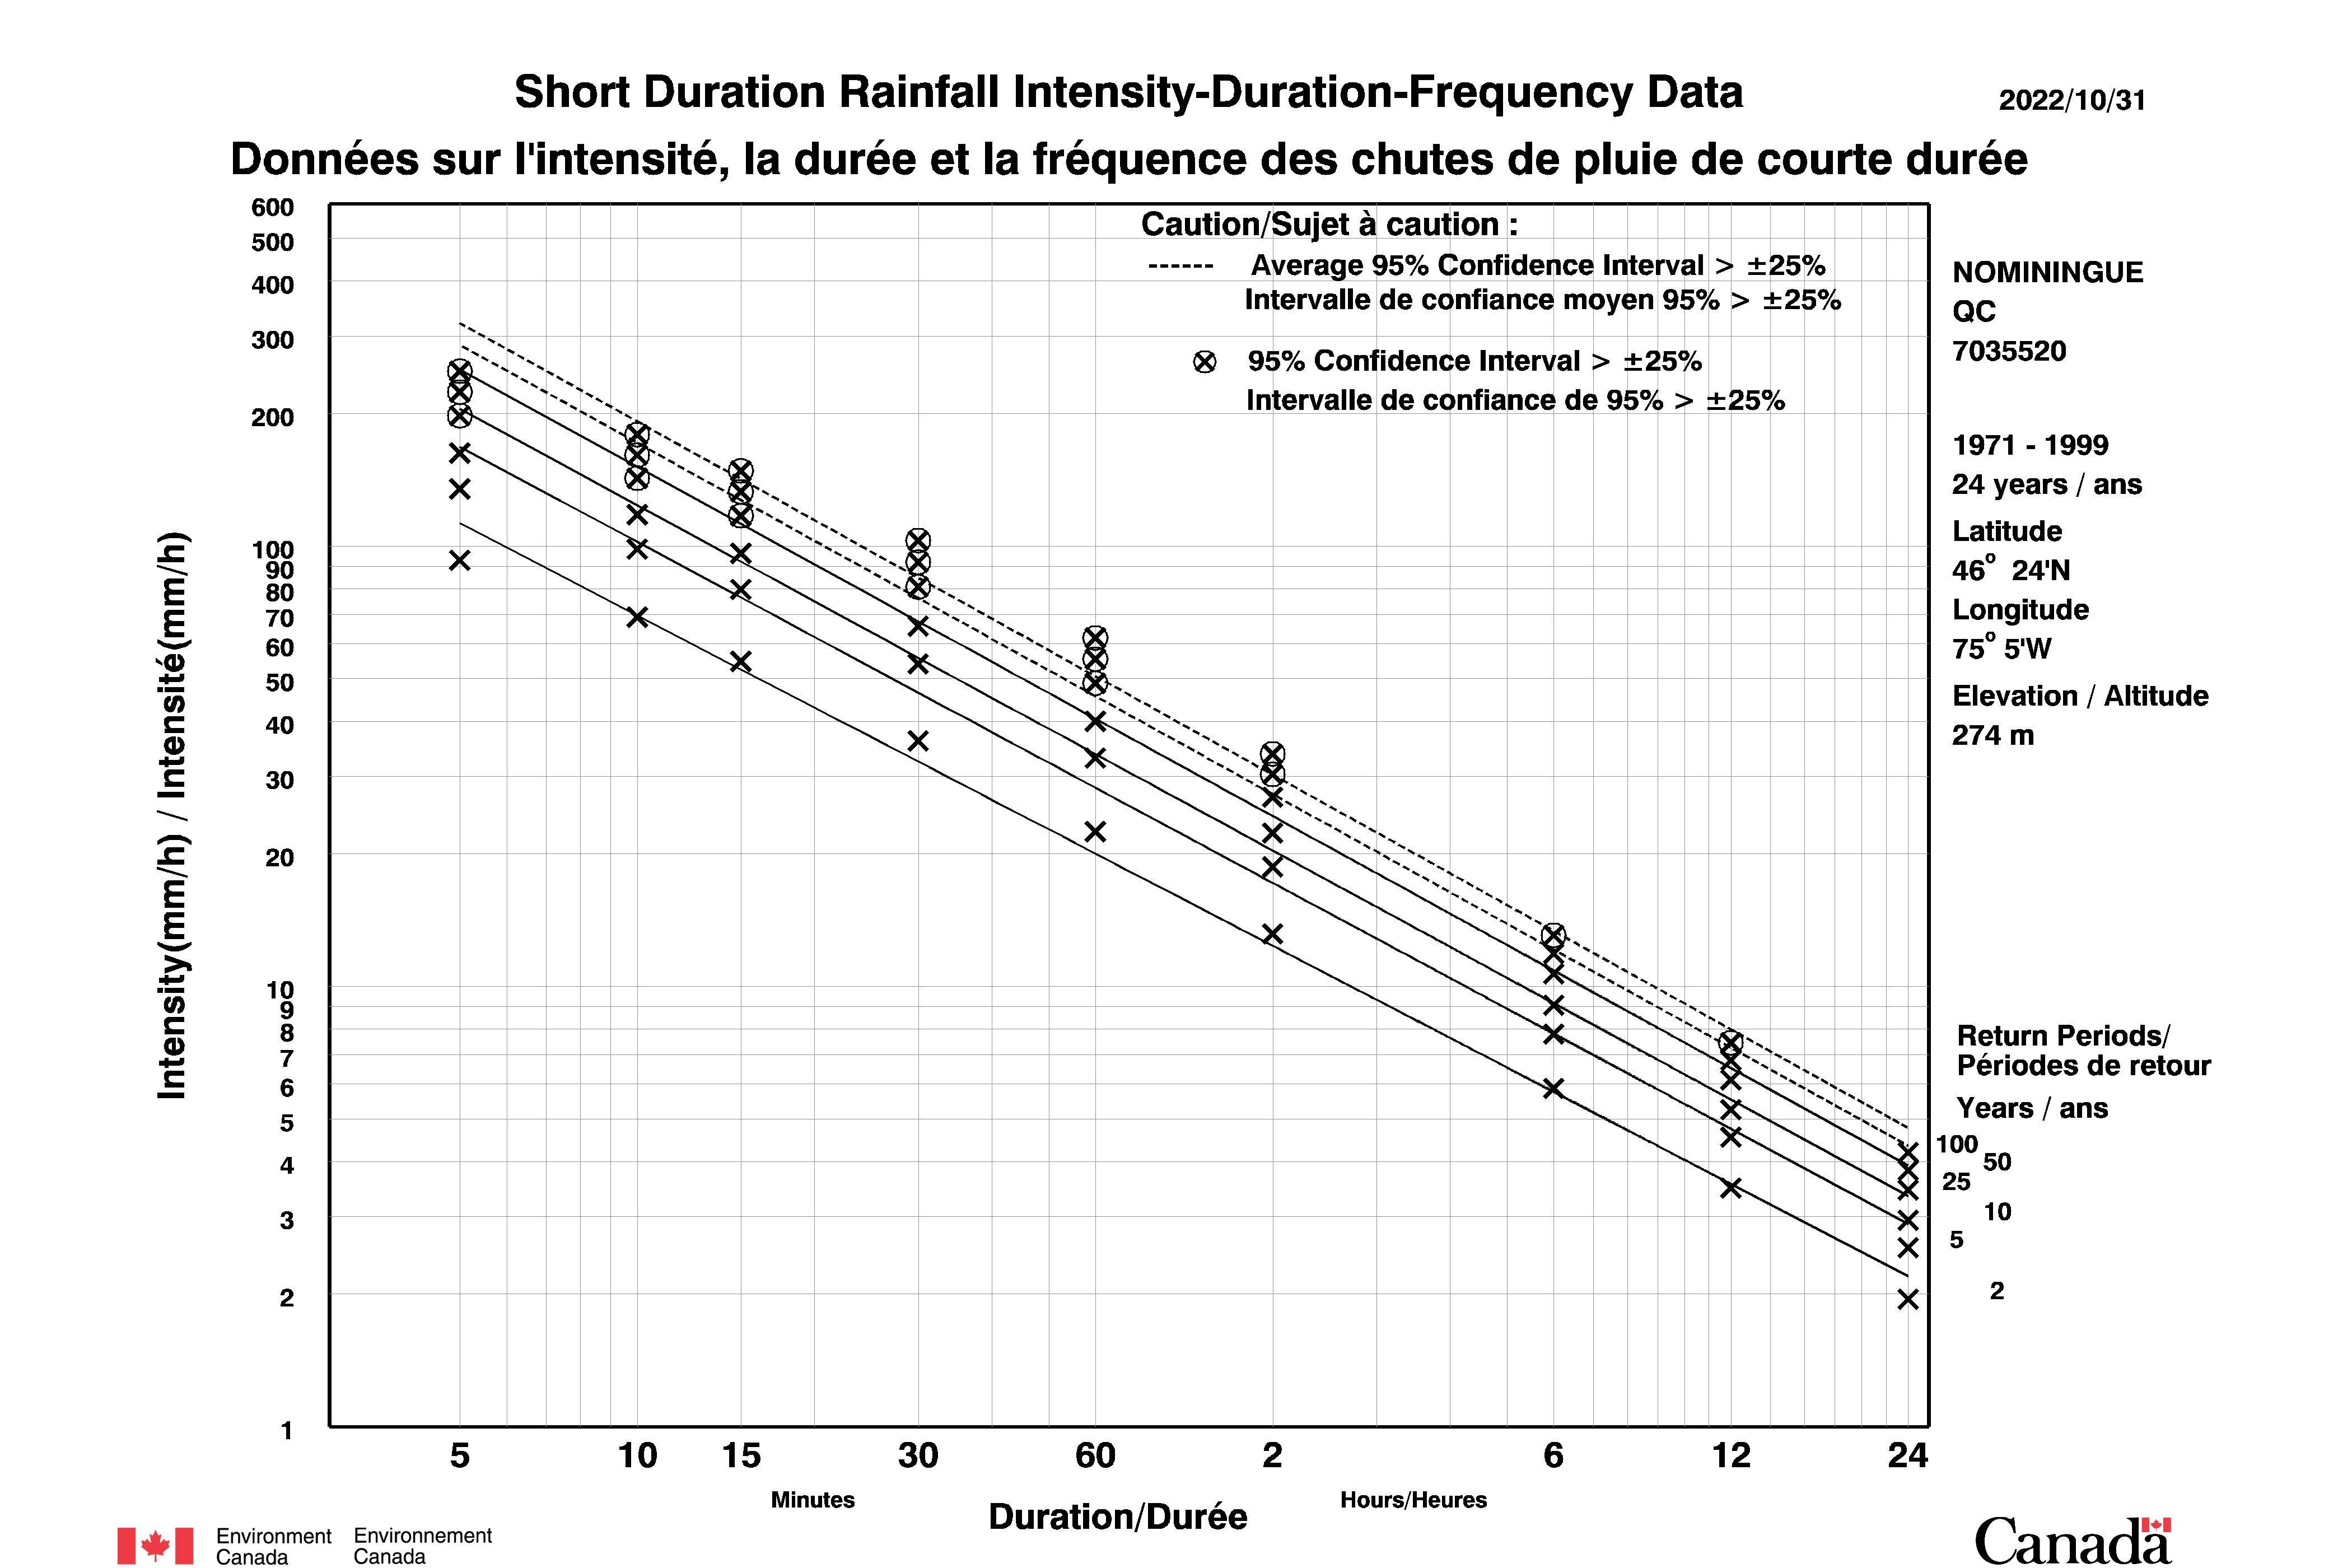 Short Duration Rainfall Intensity-Duration-Frequency Data
2022/10/31
Données sur l'intensité, la durée et la fréquence des chutes de pluie de courte durée
Caution/Sujet à caution :
Average 95% Confidence Interval > ±25%
Intervalle de confiance moyen 95% > ±25%
95% Confidence Interval > ±25%
Intervalle de confiance de 95% > ±25%
NOMININGUE
QC
7035520
1971 - 1999
24 years / ans
Latitude
46° 24'N
Longitude
75° 5'W
Elevation / Altitude
274 m
Return Periods/
Périodes de retour
Years / ans
100
50
25
10
5
2
Intensity(mm/h) / Intensité(mm/h)
600
500
400
300
200
100
90
80
70
60
50
40
30
20
10
9
8
7
6
5
4
3
2
1
5 10 15 30 60 2 6 12 24
Minutes
Hours/Heures
Duration/Durée
Environment
Canada
Environnement
Canada
Canada